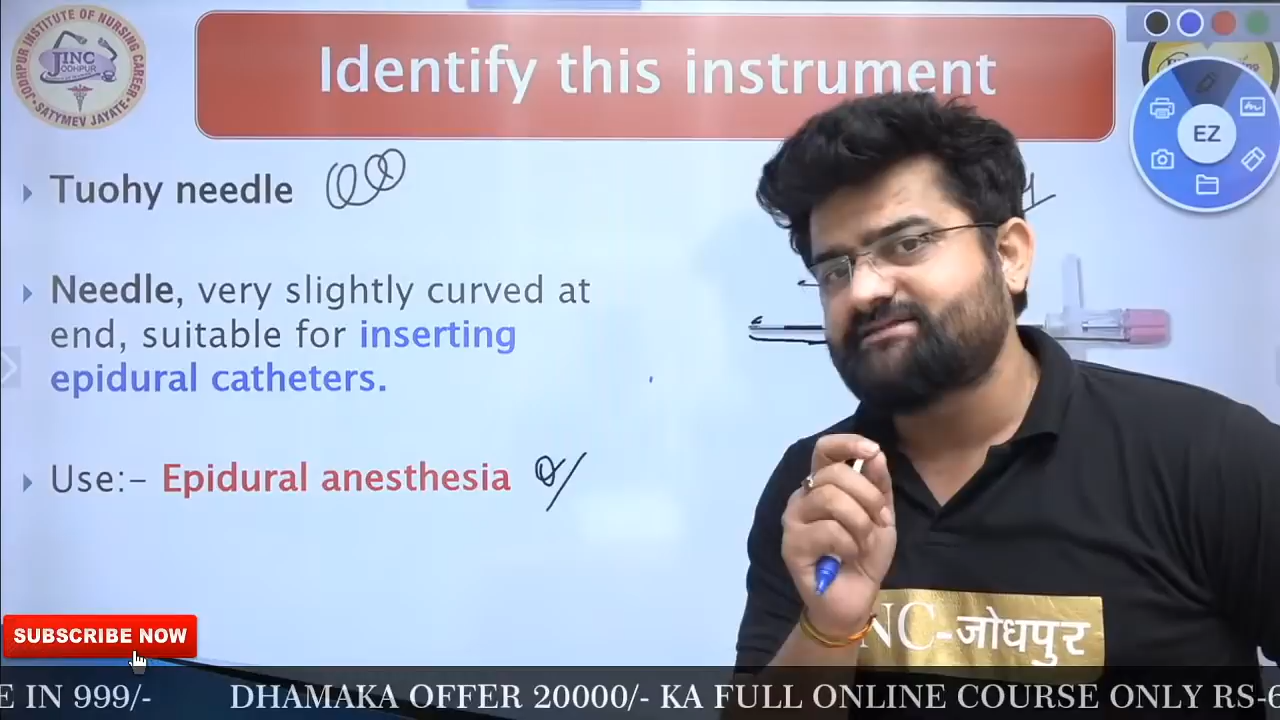 JODHPUR INSTITUTE OF NURSING CAREER
JINC
JODHPUR
SATYMEV JAYATE
Identify this instrument
EZ
Tuohy needle
Needle, very slightly curved at
end, suitable for inserting
epidural catheters.
Use:- Epidural anesthesia
NC-जोधपुर
SUBSCRIBE NOW
E IN 999/- DHAMAKA OFFER 20000/- KA FULL ONLINE COURSE ONLY RS-6